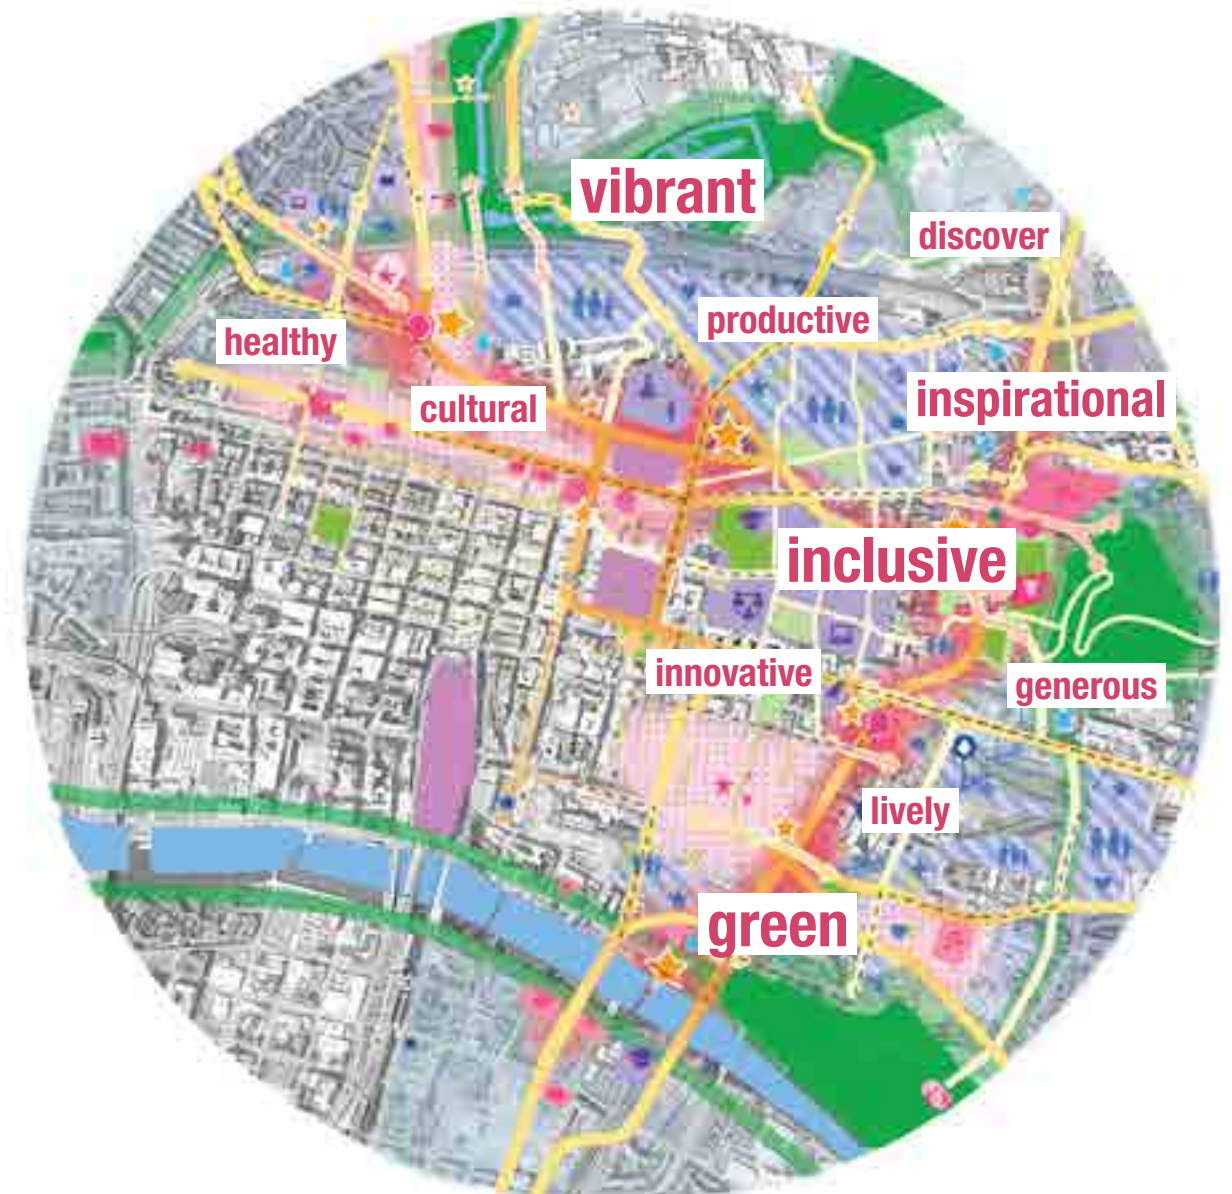 vibrant
discover
productive
healthy
inspirational
cultural
inclusive
innovative
generous
lively
green